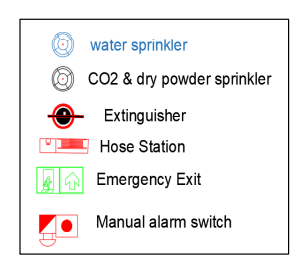 water sprinkler
CO2 & dry powder sprinkler
Extinguisher
Hose Station
Emergency Exit
Manual alarm switch